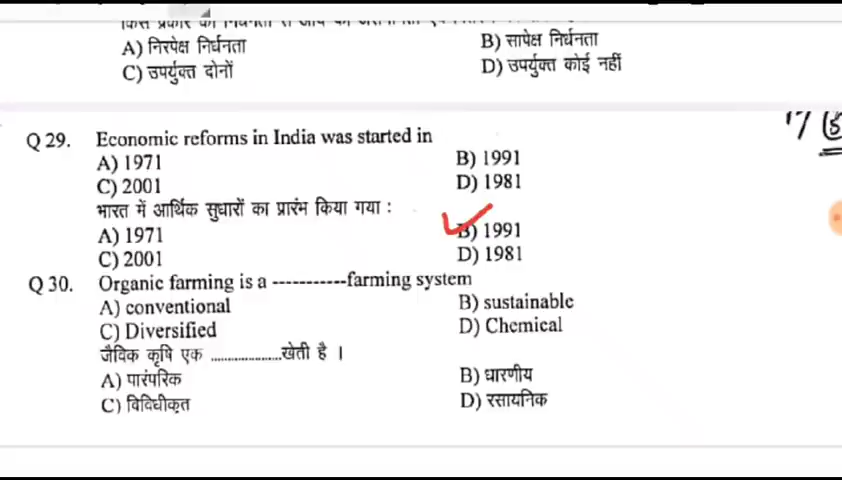 A) निरपेक्ष निर्धनता B) सापेक्ष निर्धनता
C) उपर्युक्त दोनों D) उपर्युक्त कोई नहीं
17
Q 29. Economic reforms in India was started in
A) 1971 B) 1991
C) 2001 D) 1981
भारत में आर्थिक सुधारों का प्रारंभ किया गया :
A) 1971 B) 1991
C) 2001 D) 1981
Q 30. Organic farming is a -----------farming system
A) conventional B) sustainable
C) Diversified D) Chemical
जैविक कृषि एक ....................खेती है ।
A) पारंपरिक B) धारणीय
C) विविधीकृत D) रसायनिक